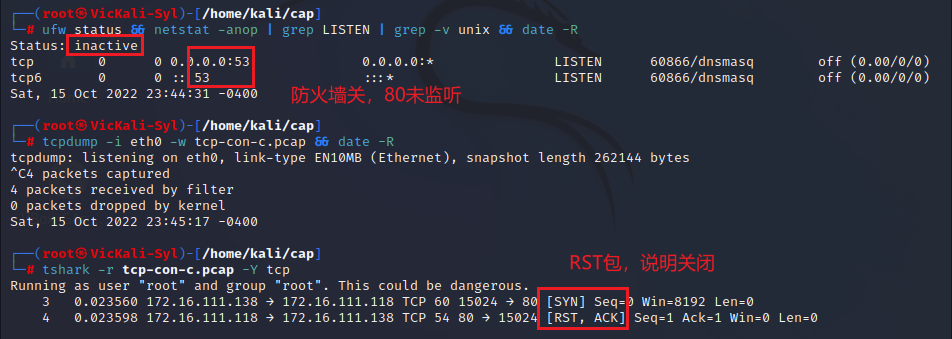 ┌──(root㉿VicKali-Syl)-[/home/kali/cap]
└─# ufw status && netstat -anop | grep LISTEN | grep -v unix && date -R
Status: inactive
tcp 0 0 0.0.0.0:53 0.0.0.0:* LISTEN 60866/dnsmasq off (0.00/0/0)
tcp6 0 0 :: 53 :::* LISTEN 60866/dnsmasq off (0.00/0/0)
Sat, 15 Oct 2022 23:44:31 -0400
防火墙关，80未监听
┌──(root㉿VicKali-Syl)-[/home/kali/cap]
└─# tcpdump -i eth0 -w tcp-con-c.pcap && date -R
tcpdump: listening on eth0, link-type EN10MB (Ethernet), snapshot length 262144 bytes
^C4 packets captured
4 packets received by filter
0 packets dropped by kernel
Sat, 15 Oct 2022 23:45:17 -0400
┌──(root㉿VicKali-Syl)-[/home/kali/cap]
└─# tshark -r tcp-con-c.pcap -Y tcp
RST包，说明关闭
Running as user "root" and group "root". This could be dangerous.
3 0.023560 172.16.111.138 → 172.16.111.118 TCP 60 15024 → 80 [SYN] Seq=0 Win=8192 Len=0
4 0.023598 172.16.111.118 → 172.16.111.138 TCP 54 80 → 15024 [RST, ACK] Seq=1 Ack=1 Win=0 Len=0